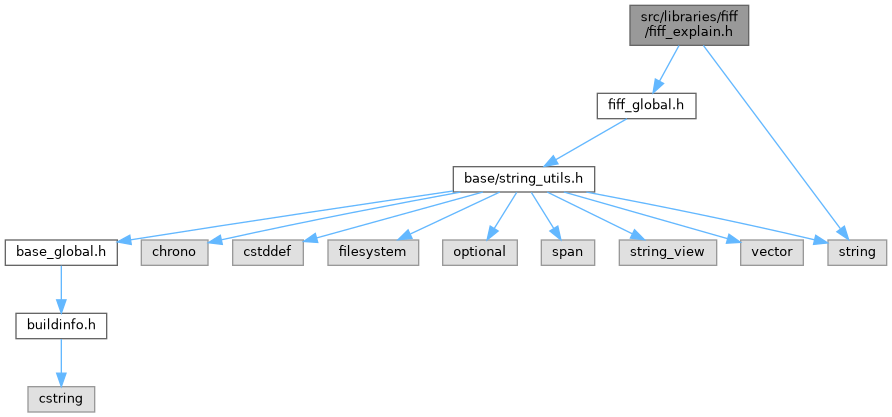 src/libraries/fiff
/fiff_explain.h
fiff_global.h
base/string_utils.h
base_global.h
chrono
cstddef
filesystem
optional
span
string_view
vector
string
buildinfo.h
cstring